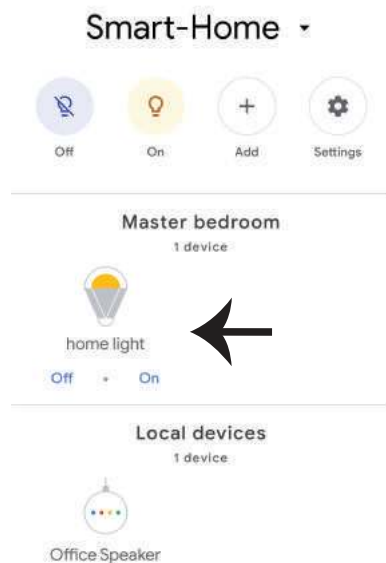 Smart-Home
Off On Add Settings
Master bedroom
1 device
home light
Off • On
Local devices
1 device
Office Speaker